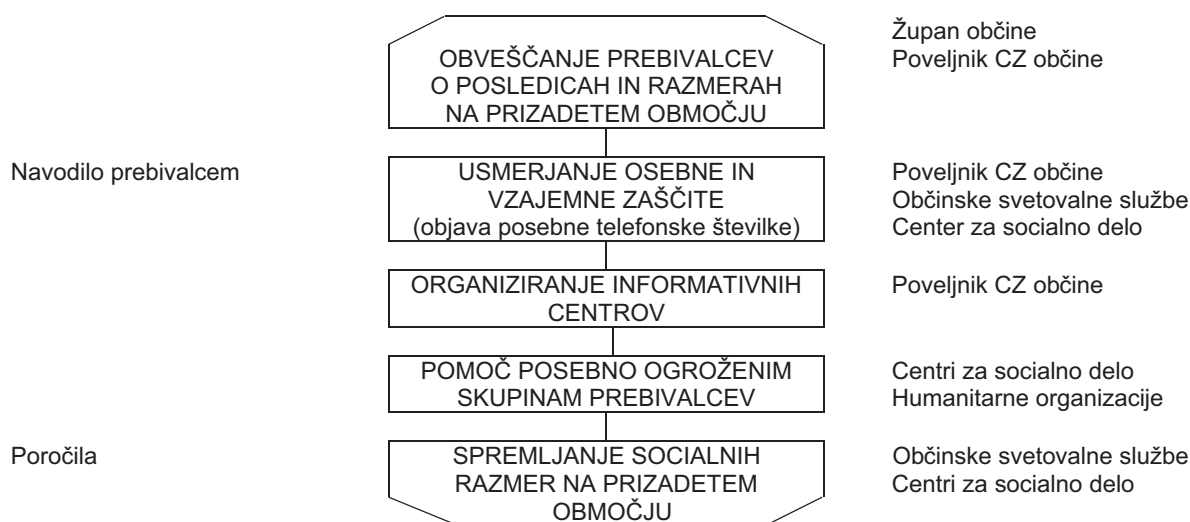 Župan občine
OBVEŠČANJE PREBIVALCEV
Poveljnik CZ občine
O POSLEDICAH IN RAZMERAH
NA PRIZADETEM OBMOČJU
Navodilo prebivalcem
USMERJANJE OSEBNE IN
Poveljnik CZ občine
VZAJEMNE ZAŠČITE
Občinske svetovalne službe
(objava posebne telefonske številke)
Center za socialno delo
ORGANIZIRANJE INFORMATIVNIH
Poveljnik CZ občine
CENTROV
POMOČ POSEBNO OGROŽENIM
Centri za socialno delo
SKUPINAM PREBIVALCEV
Humanitarne organizacije
Poročila
SPREMLJANJE SOCIALNIH
Občinske svetovalne službe
RAZMER NA PRIZADETEM
Centri za socialno delo
OBMOČJU